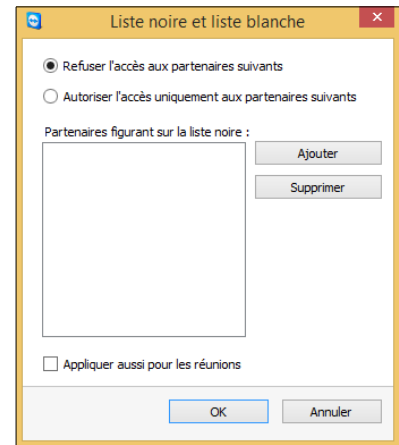 Liste noire et liste blanche
Refuser l'accès aux partenaires suivants
Autoriser l'accès uniquement aux partenaires suivants
Partenaires figurant sur la liste noire :
Ajouter
Supprimer
Appliquer aussi pour les réunions
OK Annuler